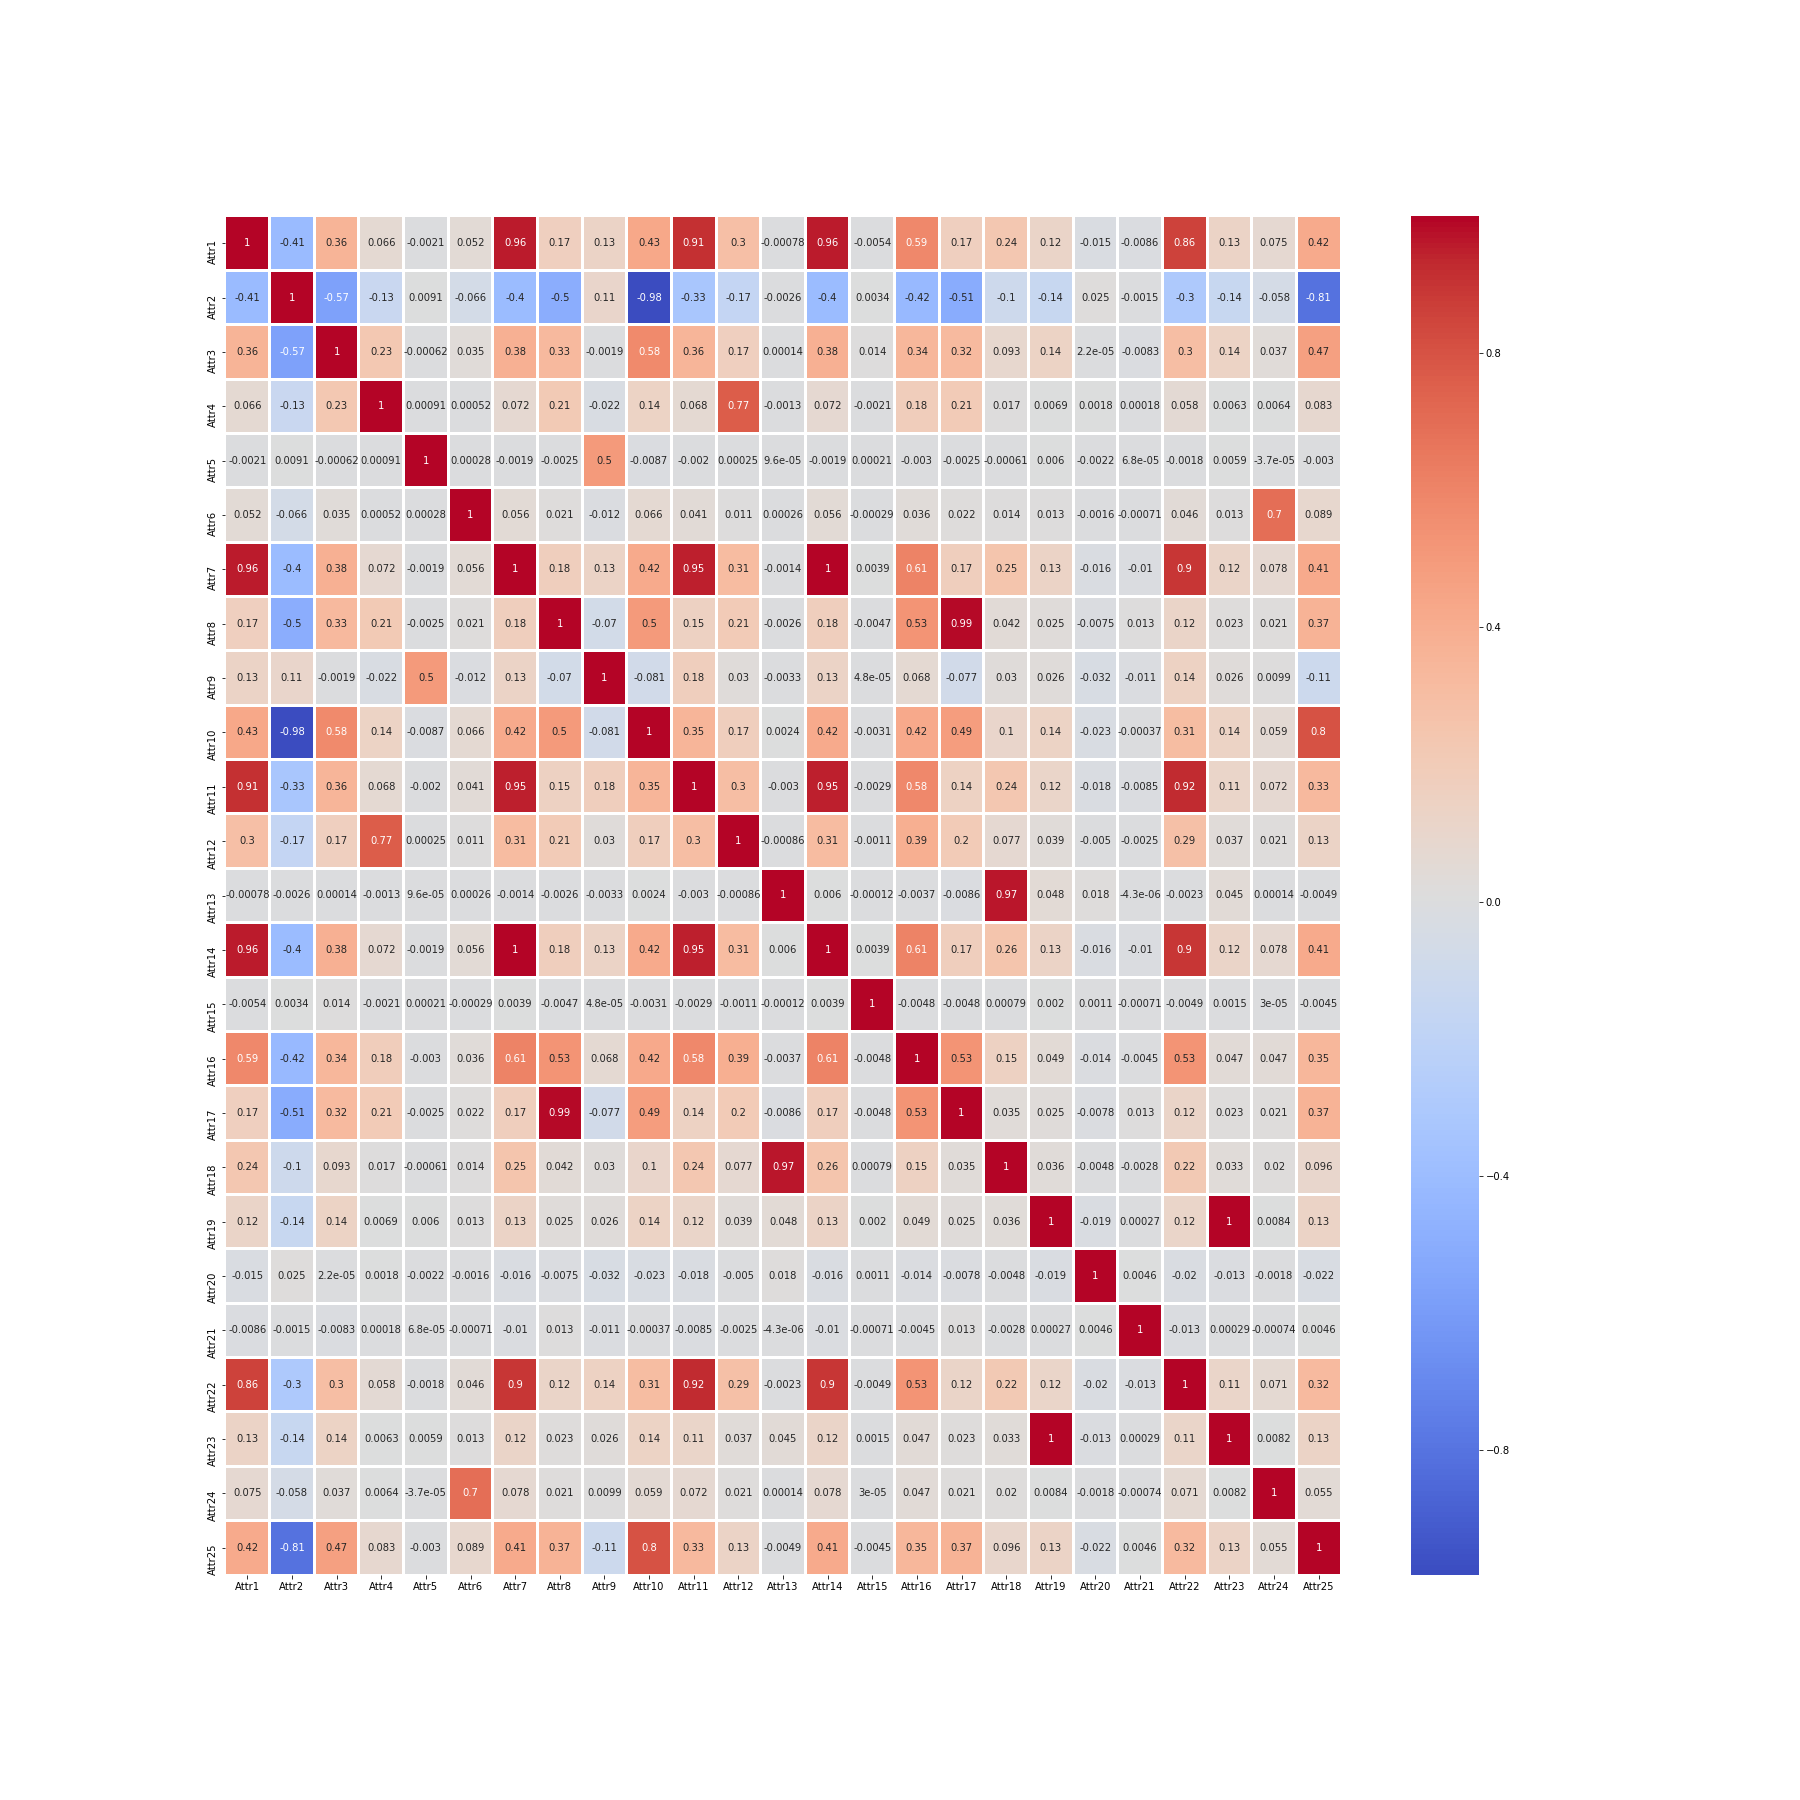 Attr1 1 -0.41 0.36 0.066 -0.0021 0.052 0.96 0.17 0.13 0.43 0.91 0.3 -0.00078 0.96 -0.0054 0.59 0.17 0.24 0.12 -0.015 -0.0086 0.86 0.13 0.075 0.42
Attr2 -0.41 1 -0.57 -0.13 0.0091 -0.066 -0.4 -0.5 0.11 -0.98 -0.33 -0.17 -0.0026 -0.4 0.0034 -0.42 -0.51 -0.1 -0.14 0.025 -0.0015 -0.3 -0.14 -0.058 -0.81
Attr3 0.36 -0.57 1 0.23 -0.00062 0.035 0.38 0.33 -0.0019 0.58 0.36 0.17 0.00014 0.38 0.014 0.34 0.32 0.093 0.14 2.2e-05 -0.0083 0.3 0.14 0.037 0.47
0.8
Attr4 0.066 -0.13 0.23 1 0.00091 0.00052 0.072 0.21 -0.022 0.14 0.068 0.77 -0.0013 0.072 -0.0021 0.18 0.21 0.017 0.0069 0.0018 0.00018 0.058 0.0063 0.0064 0.083
Attr5 -0.0021 0.0091 -0.00062 0.00091 1 0.00028 -0.0019 -0.0025 0.5 -0.0087 -0.002 0.00025 9.6e-05 -0.0019 0.00021 -0.003 -0.0025 -0.00061 0.006 -0.0022 6.8e-05 -0.0018 0.0059 -3.7e-05 -0.003
Attr6 0.052 -0.066 0.035 0.00052 0.00028 1 0.056 0.021 -0.012 0.066 0.041 0.011 0.00026 0.056 -0.00029 0.036 0.022 0.014 0.013 -0.0016 -0.00071 0.046 0.013 0.7 0.089
Attr7 0.96 -0.4 0.38 0.072 -0.0019 0.056 1 0.18 0.13 0.42 0.95 0.31 -0.0014 1 0.0039 0.61 0.17 0.25 0.13 -0.016 -0.01 0.9 0.12 0.078 0.41
Attr8 0.17 -0.5 0.33 0.21 -0.0025 0.021 0.18 1 -0.07 0.5 0.15 0.21 -0.0026 0.18 -0.0047 0.53 0.99 0.042 0.025 -0.0075 0.013 0.12 0.023 0.021 0.37
0.4
Attr9 0.13 0.11 -0.0019 -0.022 0.5 -0.012 0.13 -0.07 1 -0.081 0.18 0.03 -0.0033 0.13 4.8e-05 0.068 -0.077 0.03 0.026 -0.032 -0.011 0.14 0.026 0.0099 -0.11
Attr10 0.43 -0.98 0.58 0.14 -0.0087 0.066 0.42 0.5 -0.081 1 0.35 0.17 0.0024 0.42 -0.0031 0.42 0.49 0.1 0.14 -0.023 -0.00037 0.31 0.14 0.059 0.8
Attr11 0.91 -0.33 0.36 0.068 -0.002 0.041 0.95 0.15 0.18 0.35 1 0.3 -0.003 0.95 -0.0029 0.58 0.14 0.24 0.12 -0.018 -0.0085 0.92 0.11 0.072 0.33
Attr12 0.3 -0.17 0.17 0.77 0.00025 0.011 0.31 0.21 0.03 0.17 0.3 1 -0.00086 0.31 -0.0011 0.39 0.2 0.077 0.039 -0.005 -0.0025 0.29 0.037 0.021 0.13
Attr13 -0.00078 -0.0026 0.00014 -0.0013 9.6e-05 0.00026 -0.0014 -0.0026 -0.0033 0.0024 -0.003 -0.00086 1 0.006 -0.00012 -0.0037 -0.0086 0.97 0.048 0.018 -4.3e-06 -0.0023 0.045 0.00014 -0.0049
0.0
Attr14 0.96 -0.4 0.38 0.072 -0.0019 0.056 1 0.18 0.13 0.42 0.95 0.31 0.006 1 0.0039 0.61 0.17 0.26 0.13 -0.016 -0.01 0.9 0.12 0.078 0.41
Attr15 -0.0054 0.0034 0.014 -0.0021 0.00021 -0.00029 0.0039 -0.0047 4.8e-05 -0.0031 -0.0029 -0.0011 -0.00012 0.0039 1 -0.0048 -0.0048 0.00079 0.002 0.0011 -0.00071 -0.0049 0.0015 3e-05 -0.0045
Attr16 0.59 -0.42 0.34 0.18 -0.003 0.036 0.61 0.53 0.068 0.42 0.58 0.39 -0.0037 0.61 -0.0048 1 0.53 0.15 0.049 -0.014 -0.0045 0.53 0.047 0.047 0.35
Attr17 0.17 -0.51 0.32 0.21 -0.0025 0.022 0.17 0.99 -0.077 0.49 0.14 0.2 -0.0086 0.17 -0.0048 0.53 1 0.035 0.025 -0.0078 0.013 0.12 0.023 0.021 0.37
Attr18 0.24 -0.1 0.093 0.017 -0.00061 0.014 0.25 0.042 0.03 0.1 0.24 0.077 0.97 0.26 0.00079 0.15 0.035 1 0.036 -0.0048 -0.0028 0.22 0.033 0.02 0.096
−0.4
Attr19 0.12 -0.14 0.14 0.0069 0.006 0.013 0.13 0.025 0.026 0.14 0.12 0.039 0.048 0.13 0.002 0.049 0.025 0.036 1 -0.019 0.00027 0.12 1 0.0084 0.13
Attr20 -0.015 0.025 2.2e-05 0.0018 -0.0022 -0.0016 -0.016 -0.0075 -0.032 -0.023 -0.018 -0.005 0.018 -0.016 0.0011 -0.014 -0.0078 -0.0048 -0.019 1 0.0046 -0.02 -0.013 -0.0018 -0.022
Attr21 -0.0086 -0.0015 -0.0083 0.00018 6.8e-05 -0.00071 -0.01 0.013 -0.011 -0.00037 -0.0085 -0.0025 -4.3e-06 -0.01 -0.00071 -0.0045 0.013 -0.0028 0.00027 0.0046 1 -0.013 0.00029 -0.00074 0.0046
Attr22 0.86 -0.3 0.3 0.058 -0.0018 0.046 0.9 0.12 0.14 0.31 0.92 0.29 -0.0023 0.9 -0.0049 0.53 0.12 0.22 0.12 -0.02 -0.013 1 0.11 0.071 0.32
Attr23 0.13 -0.14 0.14 0.0063 0.0059 0.013 0.12 0.023 0.026 0.14 0.11 0.037 0.045 0.12 0.0015 0.047 0.023 0.033 1 -0.013 0.00029 0.11 1 0.0082 0.13
−0.8
Attr24 0.075 -0.058 0.037 0.0064 -3.7e-05 0.7 0.078 0.021 0.0099 0.059 0.072 0.021 0.00014 0.078 3e-05 0.047 0.021 0.02 0.0084 -0.0018 -0.00074 0.071 0.0082 1 0.055
Attr25 0.42 -0.81 0.47 0.083 -0.003 0.089 0.41 0.37 -0.11 0.8 0.33 0.13 -0.0049 0.41 -0.0045 0.35 0.37 0.096 0.13 -0.022 0.0046 0.32 0.13 0.055 1
Attr1 Attr2 Attr3 Attr4 Attr5 Attr6 Attr7 Attr8 Attr9 Attr10 Attr11 Attr12 Attr13 Attr14 Attr15 Attr16 Attr17 Attr18 Attr19 Attr20 Attr21 Attr22 Attr23 Attr24 Attr25